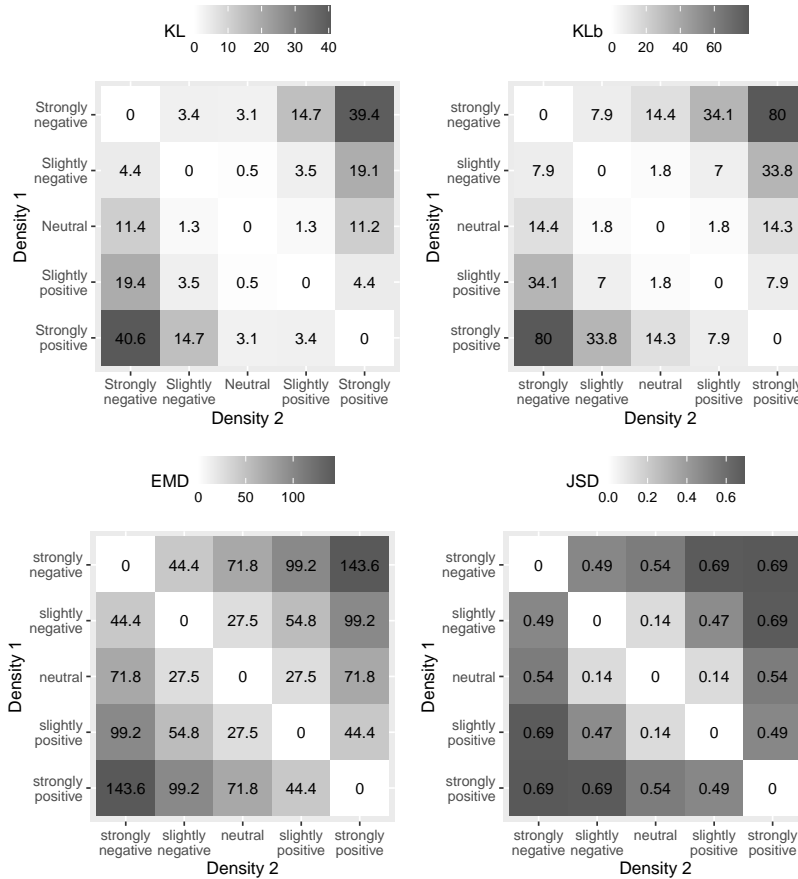 KL
0 10 20 30 40
Strongly
negative
0 3.4 3.1 14.7 39.4
Slightly
negative
4.4 0 0.5 3.5 19.1
Neutral
11.4 1.3 0 1.3 11.2
Slightly
positive
19.4 3.5 0.5 0 4.4
Strongly
positive
40.6 14.7 3.1 3.4 0
Density 1
Strongly Slightly Neutral Slightly Strongly
negative negative positive positive
Density 2
KLb
0 20 40 60
strongly
negative
0 7.9 14.4 34.1 80
slightly
negative
7.9 0 1.8 7 33.8
neutral
14.4 1.8 0 1.8 14.3
slightly
positive
34.1 7 1.8 0 7.9
strongly
positive
80 33.8 14.3 7.9 0
Density 1
strongly slightly neutral slightly strongly
negative negative positive positive
Density 2
EMD
0 50 100
strongly
negative
0 44.4 71.8 99.2 143.6
slightly
negative
44.4 0 27.5 54.8 99.2
neutral
71.8 27.5 0 27.5 71.8
slightly
positive
99.2 54.8 27.5 0 44.4
strongly
positive
143.6 99.2 71.8 44.4 0
Density 1
strongly slightly neutral slightly strongly
negative negative positive positive
Density 2
JSD
0.0 0.2 0.4 0.6
strongly
negative
0 0.49 0.54 0.69 0.69
slightly
negative
0.49 0 0.14 0.47 0.69
neutral
0.54 0.14 0 0.14 0.54
slightly
positive
0.69 0.47 0.14 0 0.49
strongly
positive
0.69 0.69 0.54 0.49 0
Density 1
strongly slightly neutral slightly strongly
negative negative positive positive
Density 2